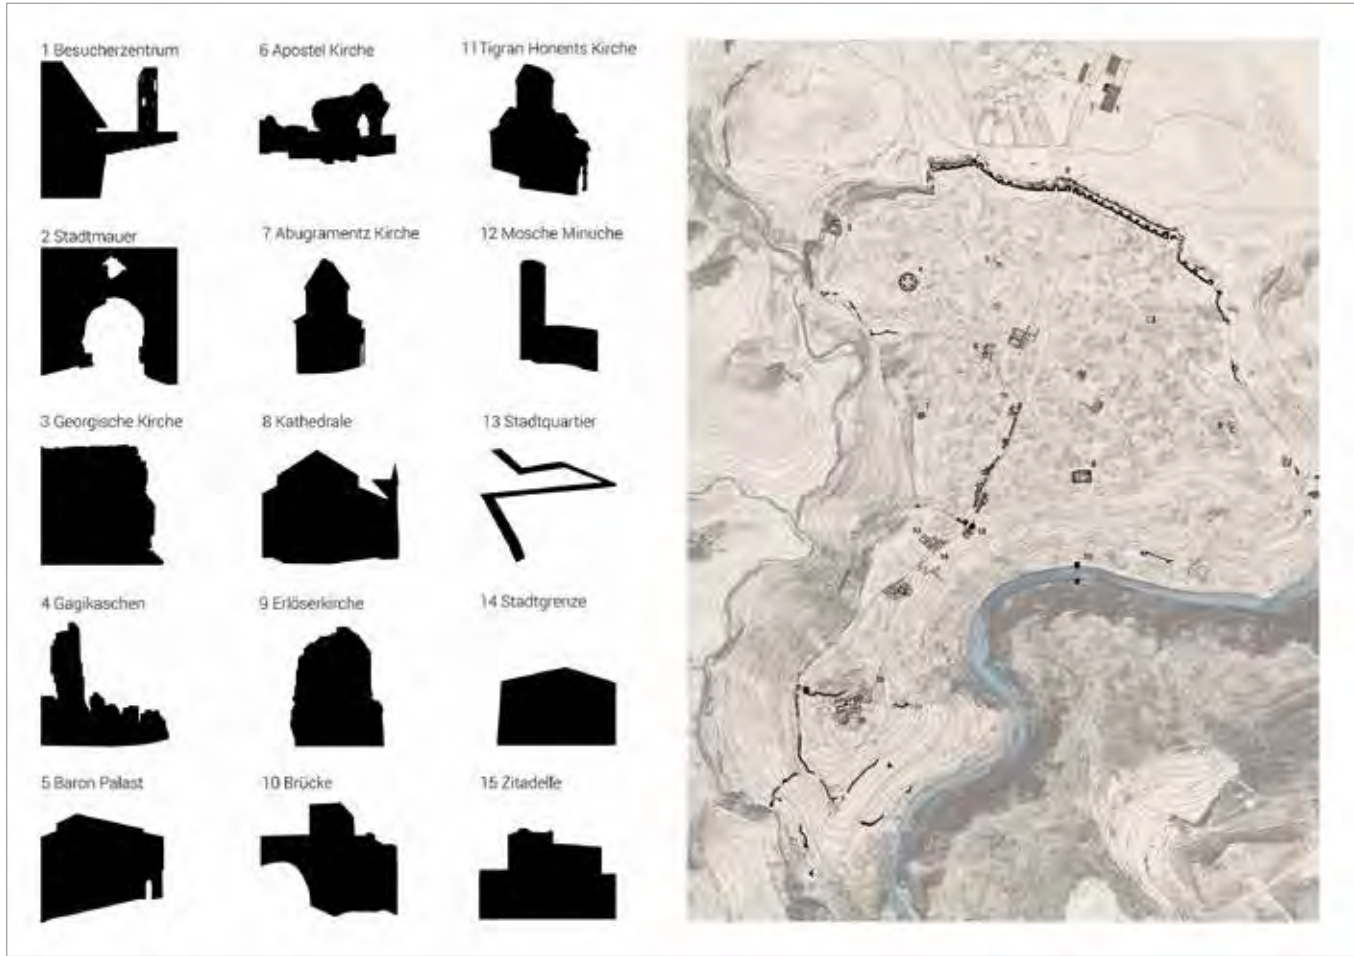 1 Besucherzentrum
6 Apostel Kirche
11 Tigran Honents Kirche
2 Stadtmauer
7 Abugramentz Kirche
12 Mosche Minuche
3 Georgische Kirche
8 Kathedrale
13 Stadtquartier
4 Gagikaschen
9 Erlöserkirche
14 Stadtgrenze
5 Baron Palast
10 Brücke
15 Zitadelle